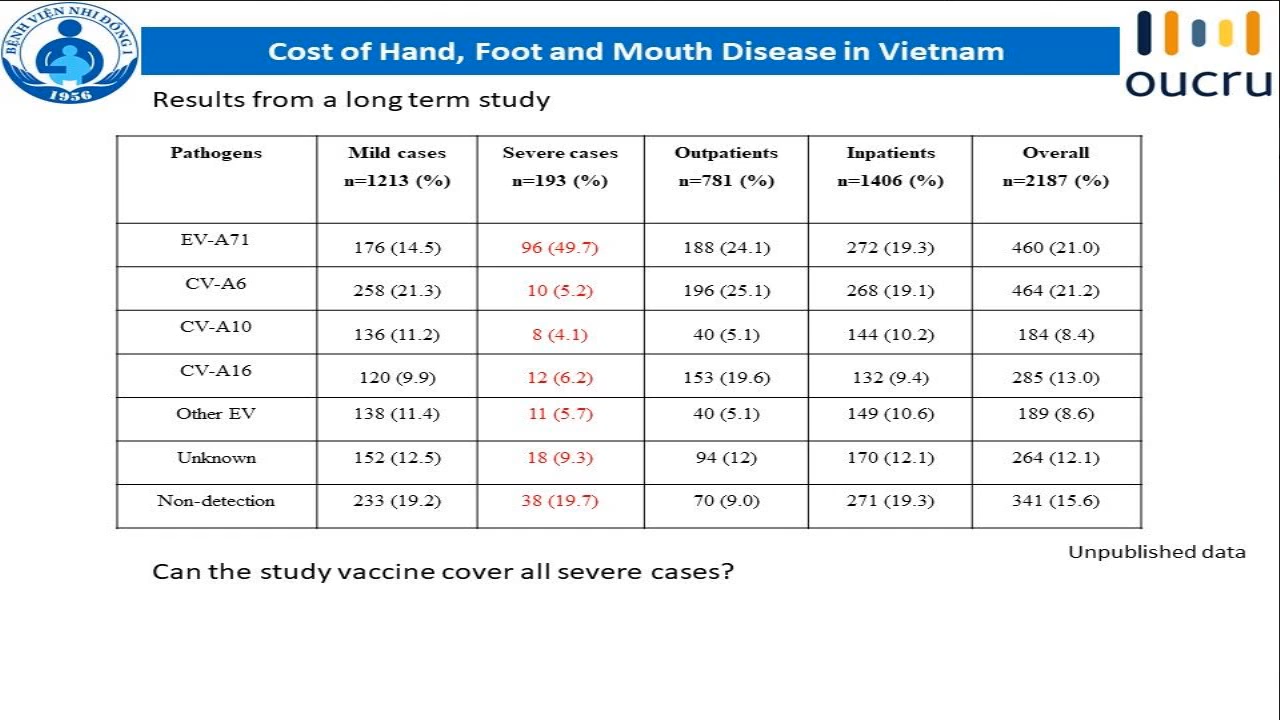 BỆNH VIỆN NHI ĐỒNG 1
1956
Cost of Hand, Foot and Mouth Disease in Vietnam
oucru
Results from a long term study
Pathogens Mild cases n=1213 (%) Severe cases n=193 (%) Outpatients n=781 (%) Inpatients n=1406 (%) Overall n=2187 (%)
EV-A71 176 (14.5) 96 (49.7) 188 (24.1) 272 (19.3) 460 (21.0)
CV-A6 258 (21.3) 10 (5.2) 196 (25.1) 268 (19.1) 464 (21.2)
CV-A10 136 (11.2) 8 (4.1) 40 (5.1) 144 (10.2) 184 (8.4)
CV-A16 120 (9.9) 12 (6.2) 153 (19.6) 132 (9.4) 285 (13.0)
Other EV 138 (11.4) 11 (5.7) 40 (5.1) 149 (10.6) 189 (8.6)
Unknown 152 (12.5) 18 (9.3) 94 (12) 170 (12.1) 264 (12.1)
Non-detection 233 (19.2) 38 (19.7) 70 (9.0) 271 (19.3) 341 (15.6)
Unpublished data
Can the study vaccine cover all severe cases?